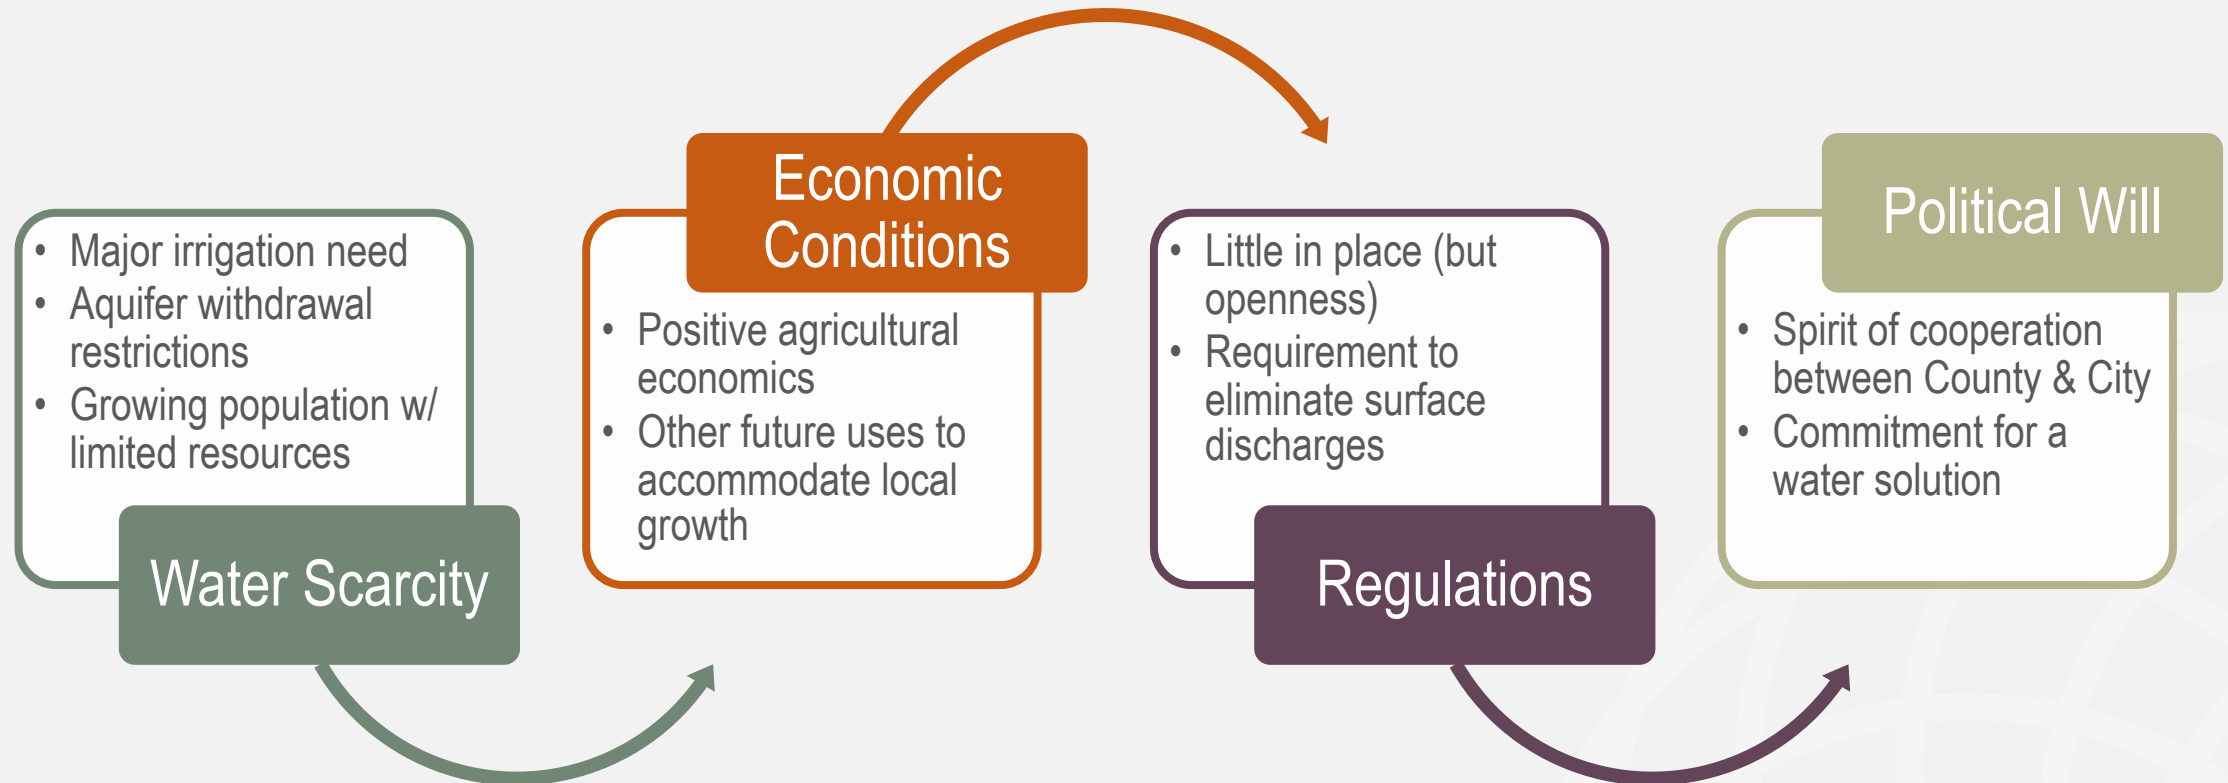 • Major irrigation need
• Aquifer withdrawal
restrictions
• Growing population w/
limited resources
Water Scarcity
Economic
Conditions
• Positive agricultural
economics
• Other future uses to
accommodate local
growth
• Little in place (but
openness)
• Requirement to
eliminate surface
discharges
Regulations
Political Will
• Spirit of cooperation
between County & City
• Commitment for a
water solution